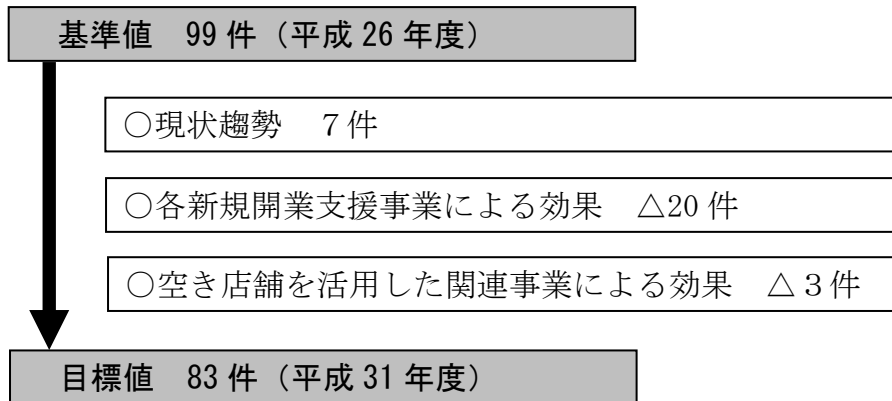 基準値　99 件（平成 26 年度）
○現状趨勢　７件
○各新規開業支援事業による効果　△20 件
○空き店舗を活用した関連事業による効果　△３件
目標値　83 件（平成 31 年度）